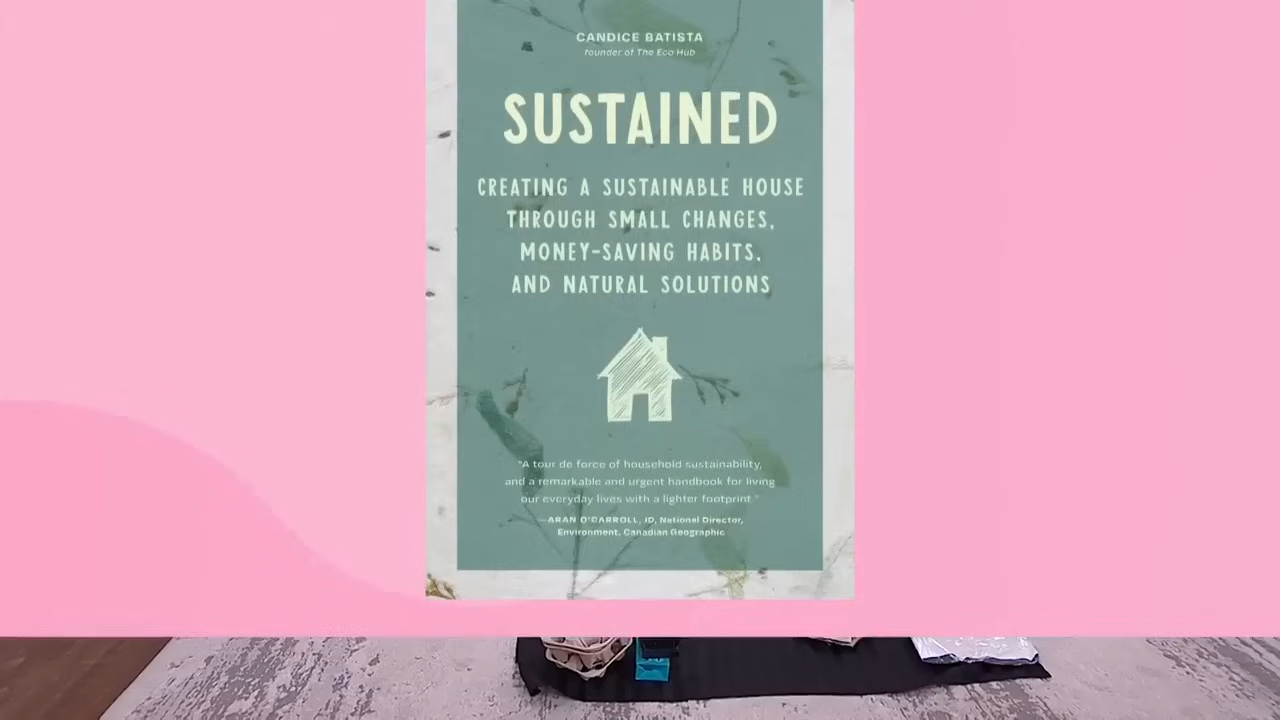 CANDICE BATISTA
founder of The Eco Hub
SUSTAINED
CREATING A SUSTAINABLE HOUSE
THROUGH SMALL CHANGES,
MONEY-SAVING HABITS,
AND NATURAL SOLUTIONS
"A tour de force of household sustainability,
and a remarkable and urgent handbook for living
our everyday lives with a lighter footprint."
—ARAN O'CARROLL, JD, National Director,
Environment, Canadian Geographic